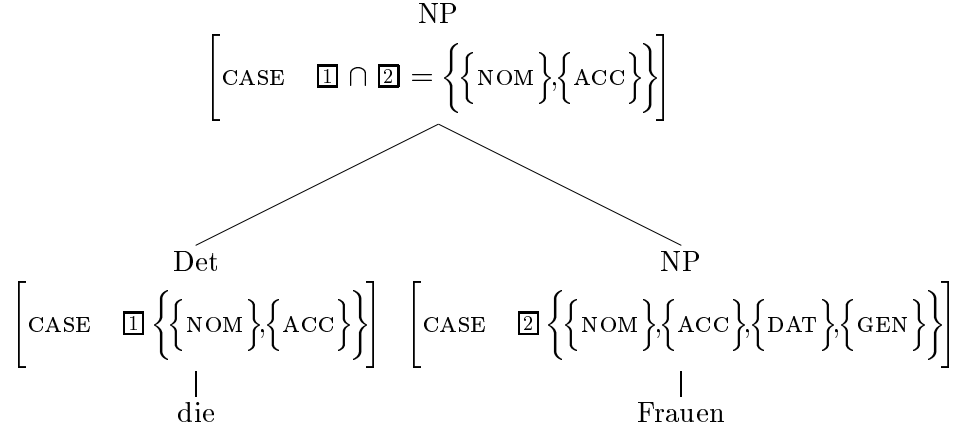 NP
[CASE 1 ∩ 2 = {{NOM},{ACC}}]
Det NP
[CASE 1 {{NOM},{ACC}}] [CASE 2 {{NOM},{ACC},{DAT},{GEN}}]
die Frauen